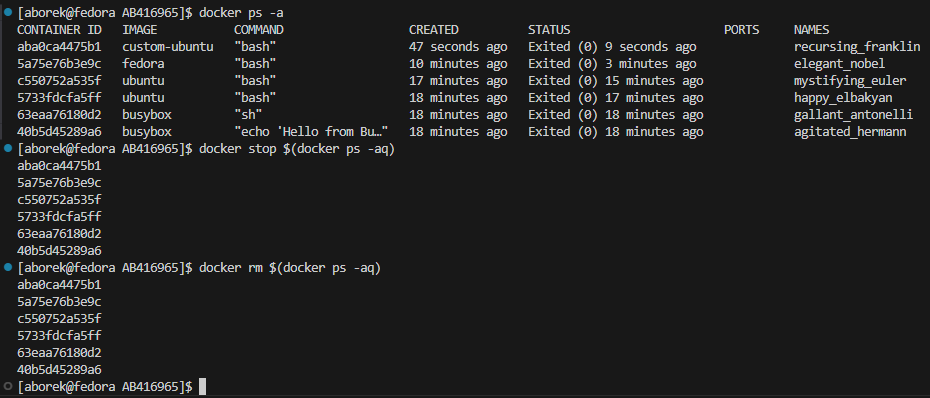 [aborek@fedora AB416965]$ docker ps -a
CONTAINER ID   IMAGE           COMMAND                  CREATED          STATUS                      PORTS     NAMES
aba0ca4475b1   custom-ubuntu   "bash"                   47 seconds ago   Exited (0) 9 seconds ago              recursing_franklin
5a75e76b3e9c   fedora          "bash"                   10 minutes ago   Exited (0) 3 minutes ago              elegant_nobel
c550752a535f   ubuntu          "bash"                   17 minutes ago   Exited (0) 15 minutes ago             mystifying_euler
5733fdcfa5ff   ubuntu          "bash"                   18 minutes ago   Exited (0) 17 minutes ago             happy_elbakyan
63eaa76180d2   busybox         "sh"                     18 minutes ago   Exited (0) 18 minutes ago             gallant_antonelli
40b5d45289a6   busybox         "echo 'Hello from Bu…"   18 minutes ago   Exited (0) 18 minutes ago             agitated_hermann
[aborek@fedora AB416965]$ docker stop $(docker ps -aq)
aba0ca4475b1
5a75e76b3e9c
c550752a535f
5733fdcfa5ff
63eaa76180d2
40b5d45289a6
[aborek@fedora AB416965]$ docker rm $(docker ps -aq)
aba0ca4475b1
5a75e76b3e9c
c550752a535f
5733fdcfa5ff
63eaa76180d2
40b5d45289a6
[aborek@fedora AB416965]$